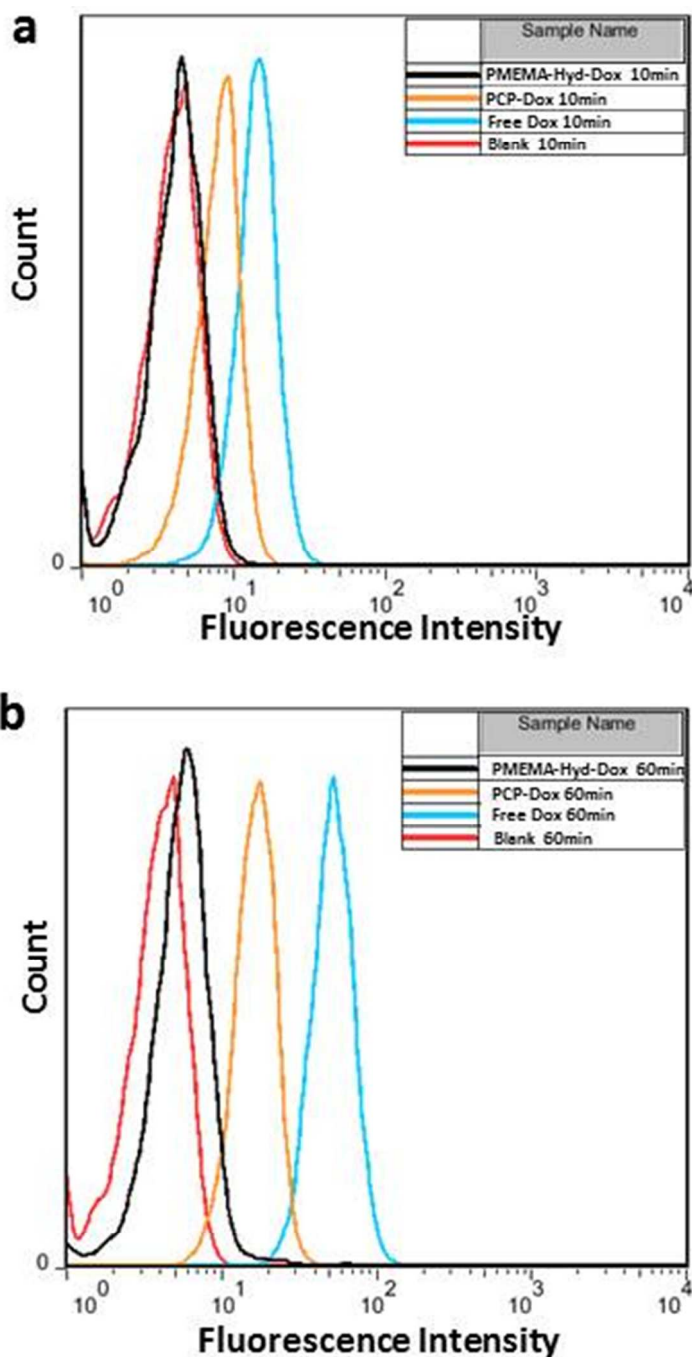 a
Sample Name
PMEMA-Hyd-Dox 10min
PCP-Dox 10min
Free Dox 10min
Blank 10min
Count
0
10^0 10^1 10^2 10^3 10^4
Fluorescence Intensity
b
Sample Name
PMEMA-Hyd-Dox 60min
PCP-Dox 60min
Free Dox 60min
Blank 60min
Count
0
10^0 10^1 10^2 10^3 10^4
Fluorescence Intensity